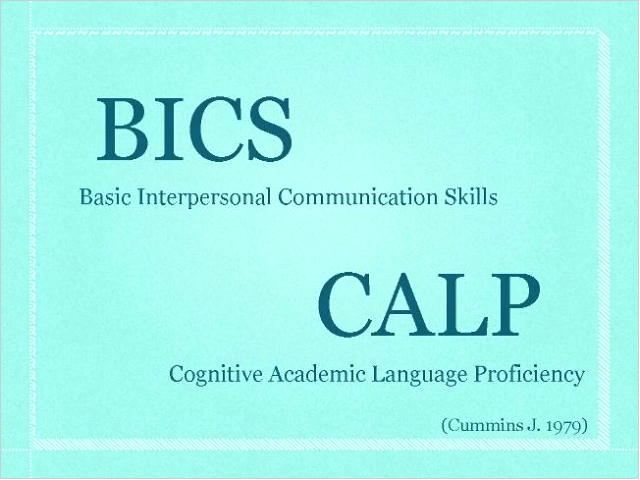 BICS
Basic Interpersonal Communication Skills
CALP
Cognitive Academic Language Proficiency
(Cummins J. 1979)